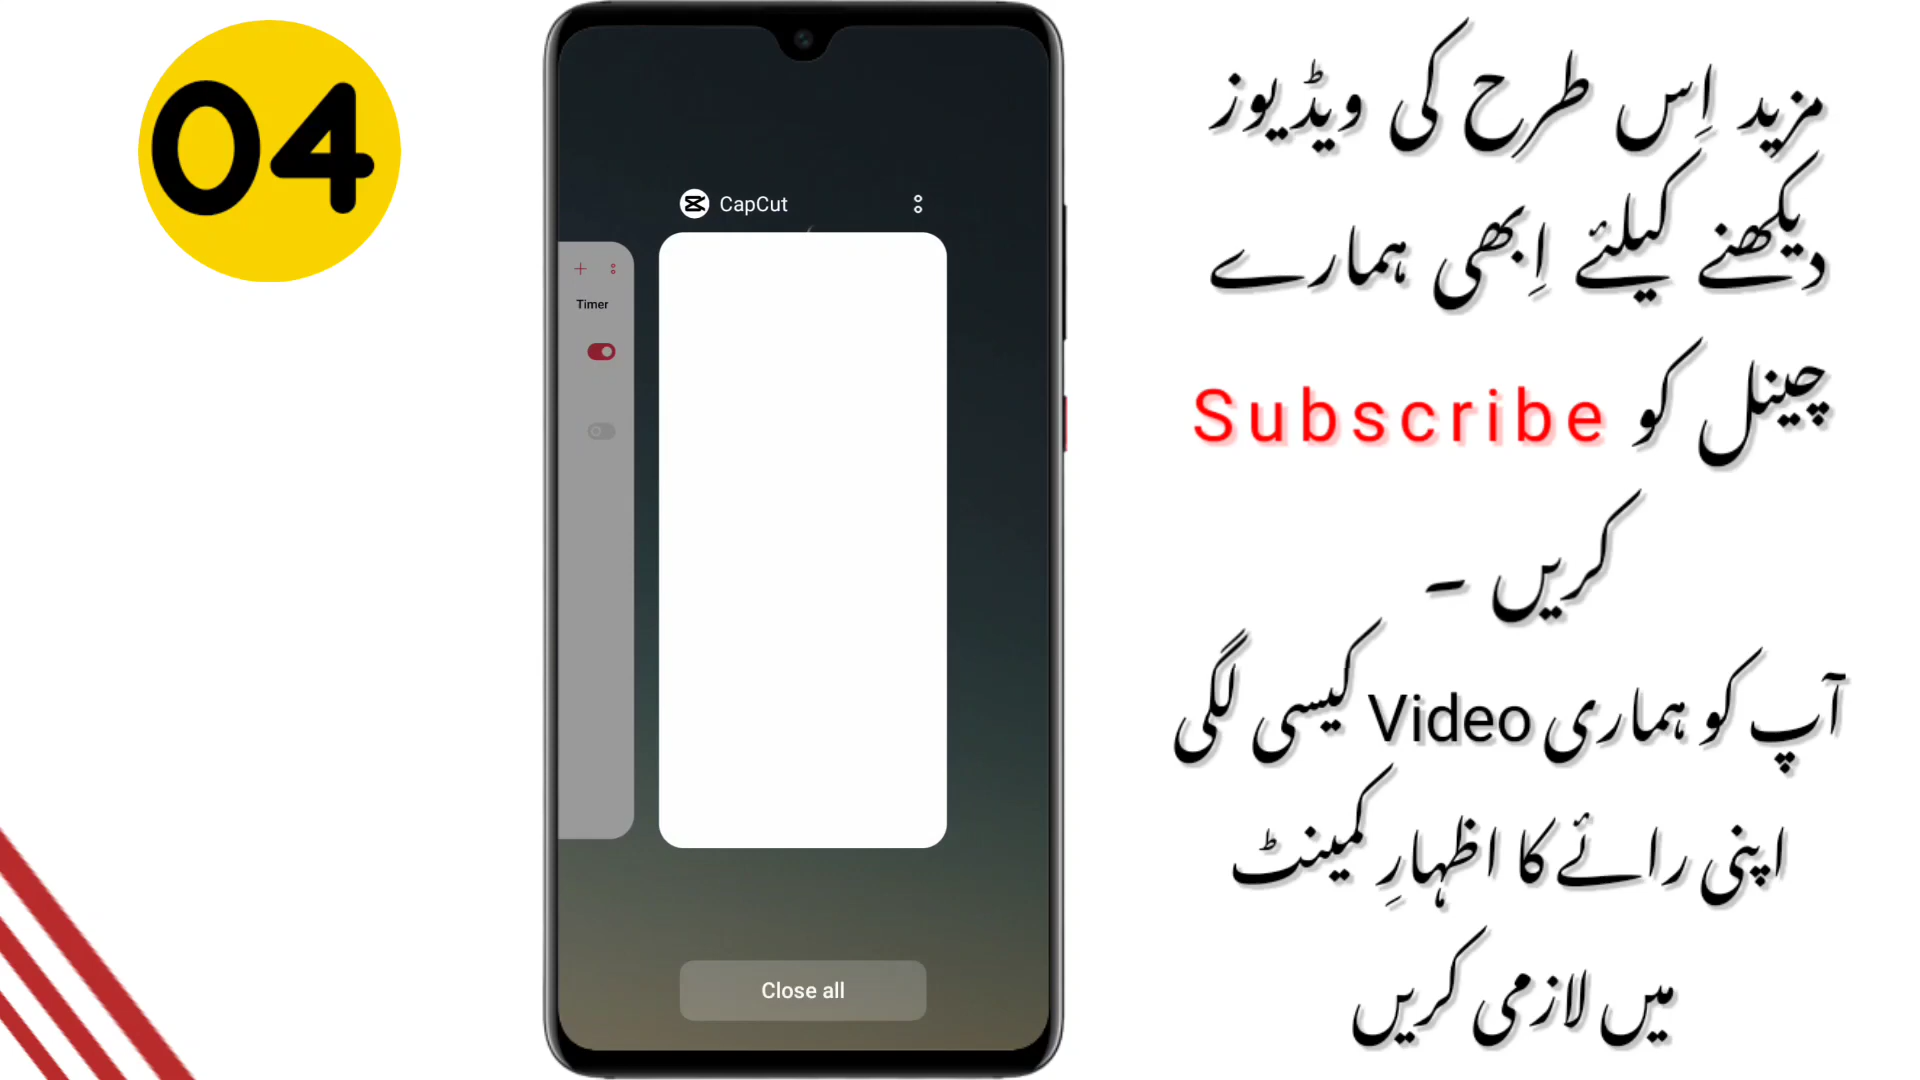 04
CapCut
Timer
Close all
مزید اِس طرح کی ویڈیوز
دیکھنے کیلئے اِبھی ہمارے
چینل کو Subscribe
کریں ۔
آپ کو ہماری Video کیسی لگی
اپنی رائے کا اظہارِ کمینٹ
میں لازمی کریں